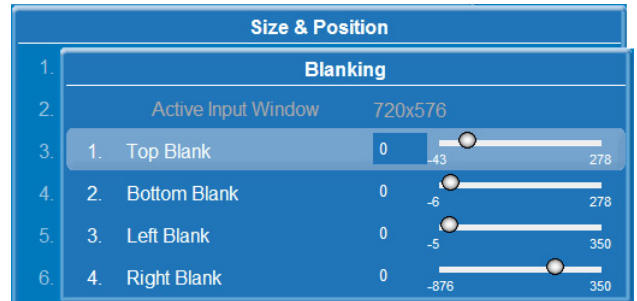 Size & Position
1.
Blanking
2.
Active Input Window 720x576
3.
1. Top Blank 0 -43 278
4.
2. Bottom Blank 0 -6 278
5.
3. Left Blank 0 -5 350
6.
4. Right Blank 0 -876 350